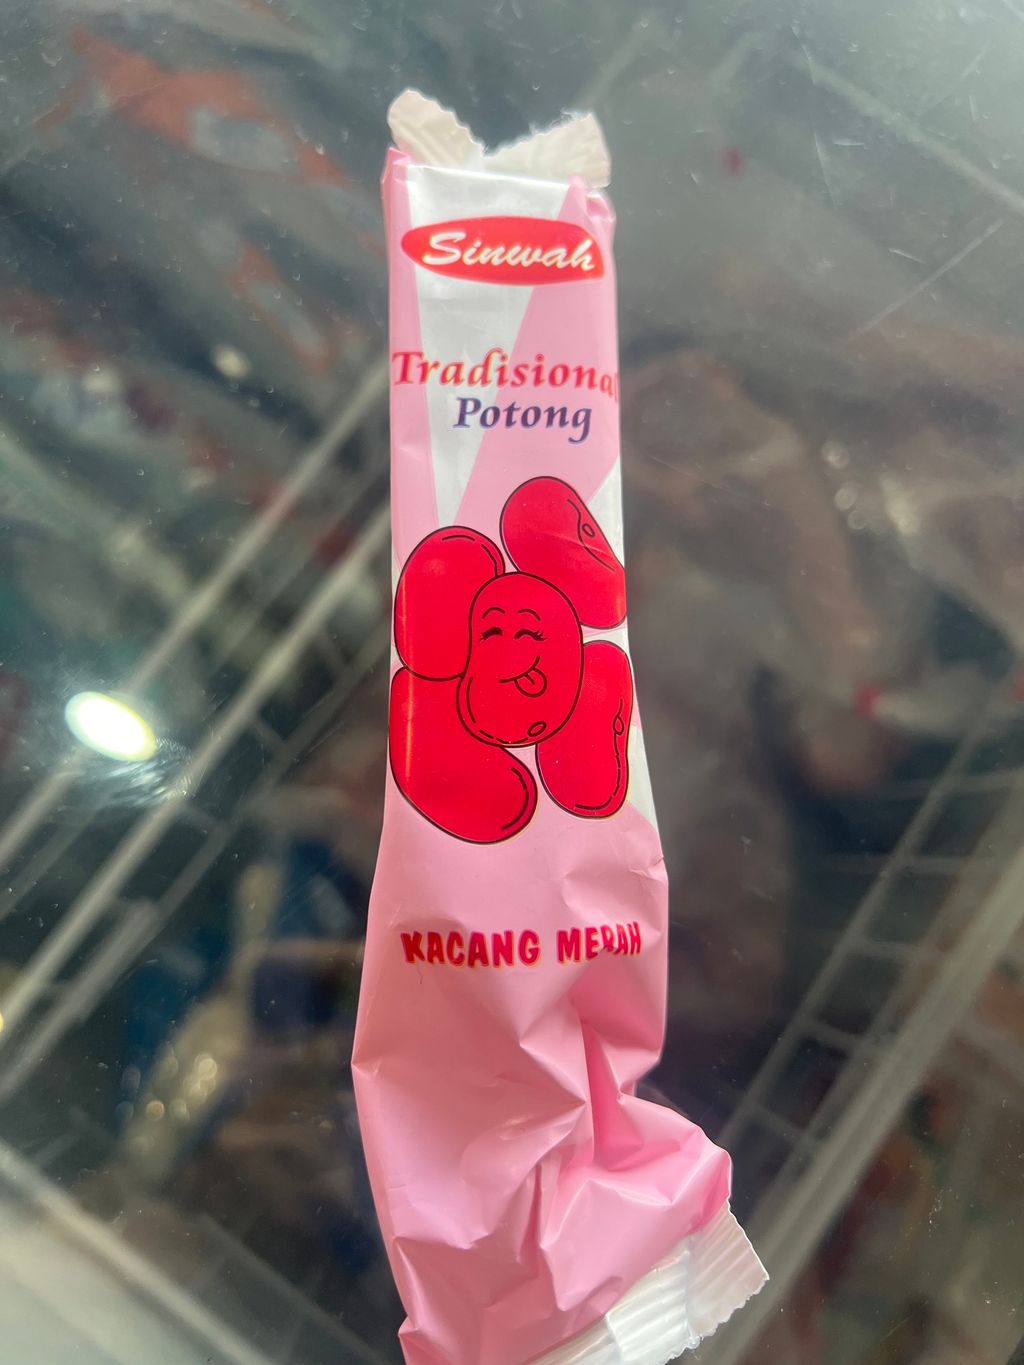 Sinwah
Tradisional
Potong
KACANG MERAH